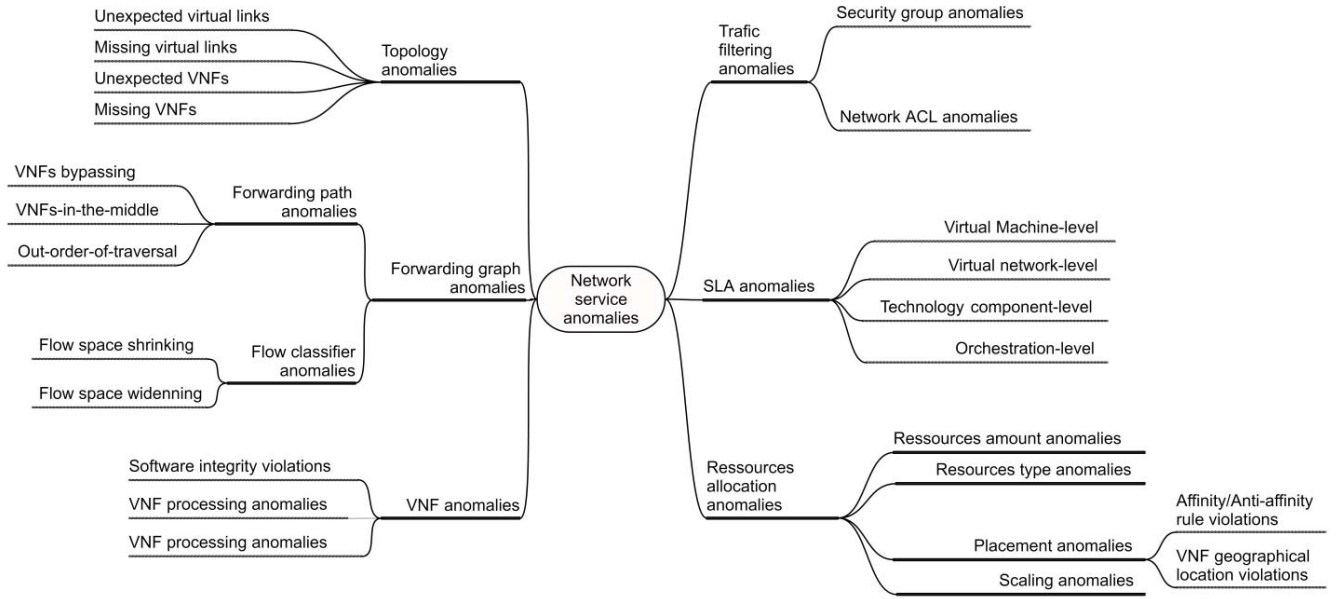 Unexpected virtual links
Missing virtual links
Unexpected VNFs
Missing VNFs
Topology
anomalies
VNFs bypassing
VNFs-in-the-middle
Out-order-of-traversal
Forwarding path
anomalies
Flow space shrinking
Flow space widenning
Flow classifier
anomalies
Forwarding graph
anomalies
Software integrity violations
VNF processing anomalies
VNF processing anomalies
VNF anomalies
Network
service
anomalies
Trafic
filtering
anomalies
Security group anomalies
Network ACL anomalies
SLA anomalies
Virtual Machine-level
Virtual network-level
Technology component-level
Orchestration-level
Ressources
allocation
anomalies
Ressources amount anomalies
Resources type anomalies
Placement anomalies
Affinity/Anti-affinity
rule violations
VNF geographical
location violations
Scaling anomalies